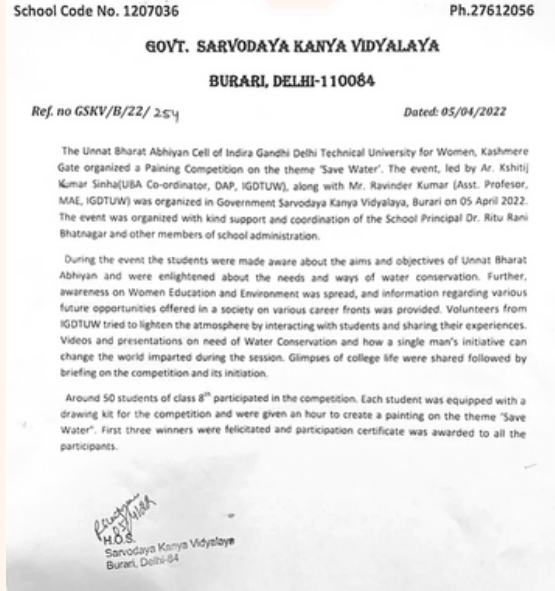 School Code No. 1207036 Ph.27612056
GOVT. SARVODAYA KANYA VIDYALAYA
BURARI, DELHI-110084
Ref. no GSKV/B/22/ 254 Dated: 05/04/2022
The Unnat Bharat Abhiyan Cell of Indira Gandhi Delhi Technical University for Women, Kashmere
Gate organized a Paining Competition on the theme 'Save Water'. The event, led by Ar. Kshitij
Kumar Sinha(UBA Co-ordinator, DAP, IGDTUW), along with Mr. Ravinder Kumar (Asst. Profesor,
MAE, IGDTUW) was organized in Government Sarvodaya Kanya Vidyalaya, Burari on 05 April 2022.
The event was organized with kind support and coordination of the School Principal Dr. Ritu Rani
Bhatnagar and other members of school administration.
During the event the students were made aware about the aims and objectives of Unnat Bharat
Abhiyan and were enlightened about the needs and ways of water conservation. Further,
awareness on Women Education and Environment was spread, and information regarding various
future opportunities offered in a society on various career fronts was provided. Volunteers from
IGDTUW tried to lighten the atmosphere by interacting with students and sharing their experiences.
Videos and presentations on need of Water Conservation and how a single man's initiative can
change the world imparted during the session. Glimpses of college life were shared followed by
briefing on the competition and its initiation.
Around 50 students of class 8th participated in the competition. Each student was equipped with a
drawing kit for the competition and were given an hour to create a painting on the theme "Save
Water". First three winners were felicitated and participation certificate was awarded to all the
participants.
H.O.S.
Sarvodaya Kanya Vidyalaya
Burari, Delhi-84